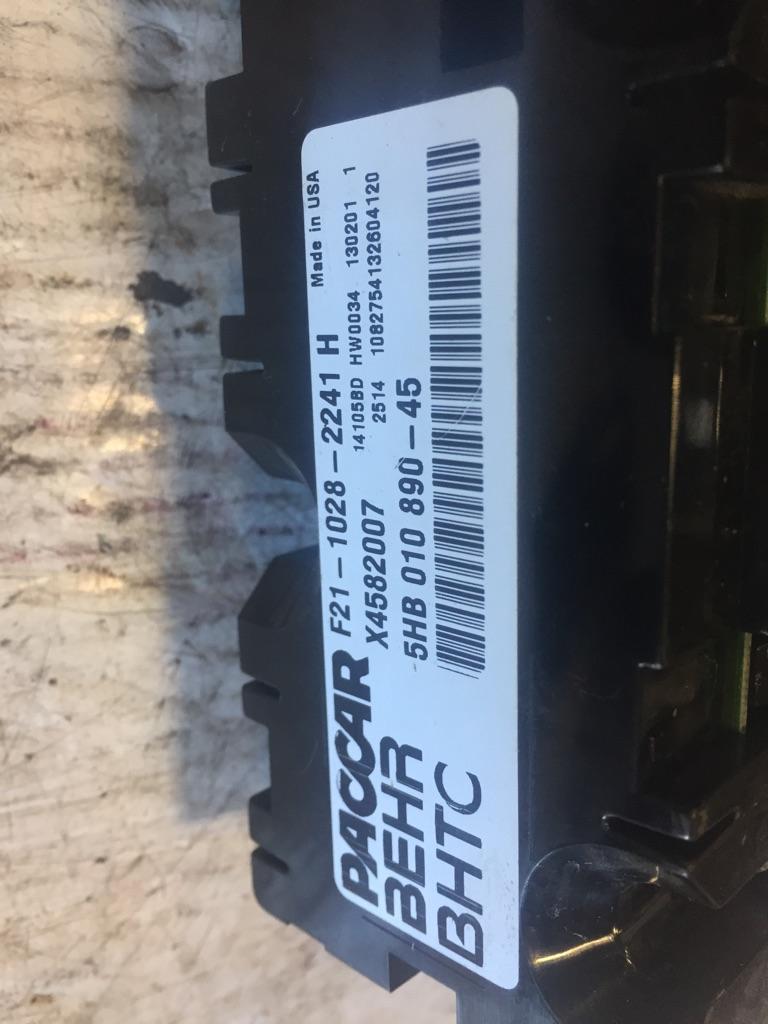 PACCAR F21-1028-2241 H Made in USA
BEHR X4582007 14105BD HW0034 130201 1
2514 1082754132604120
BHTC 5HB 010 890-45